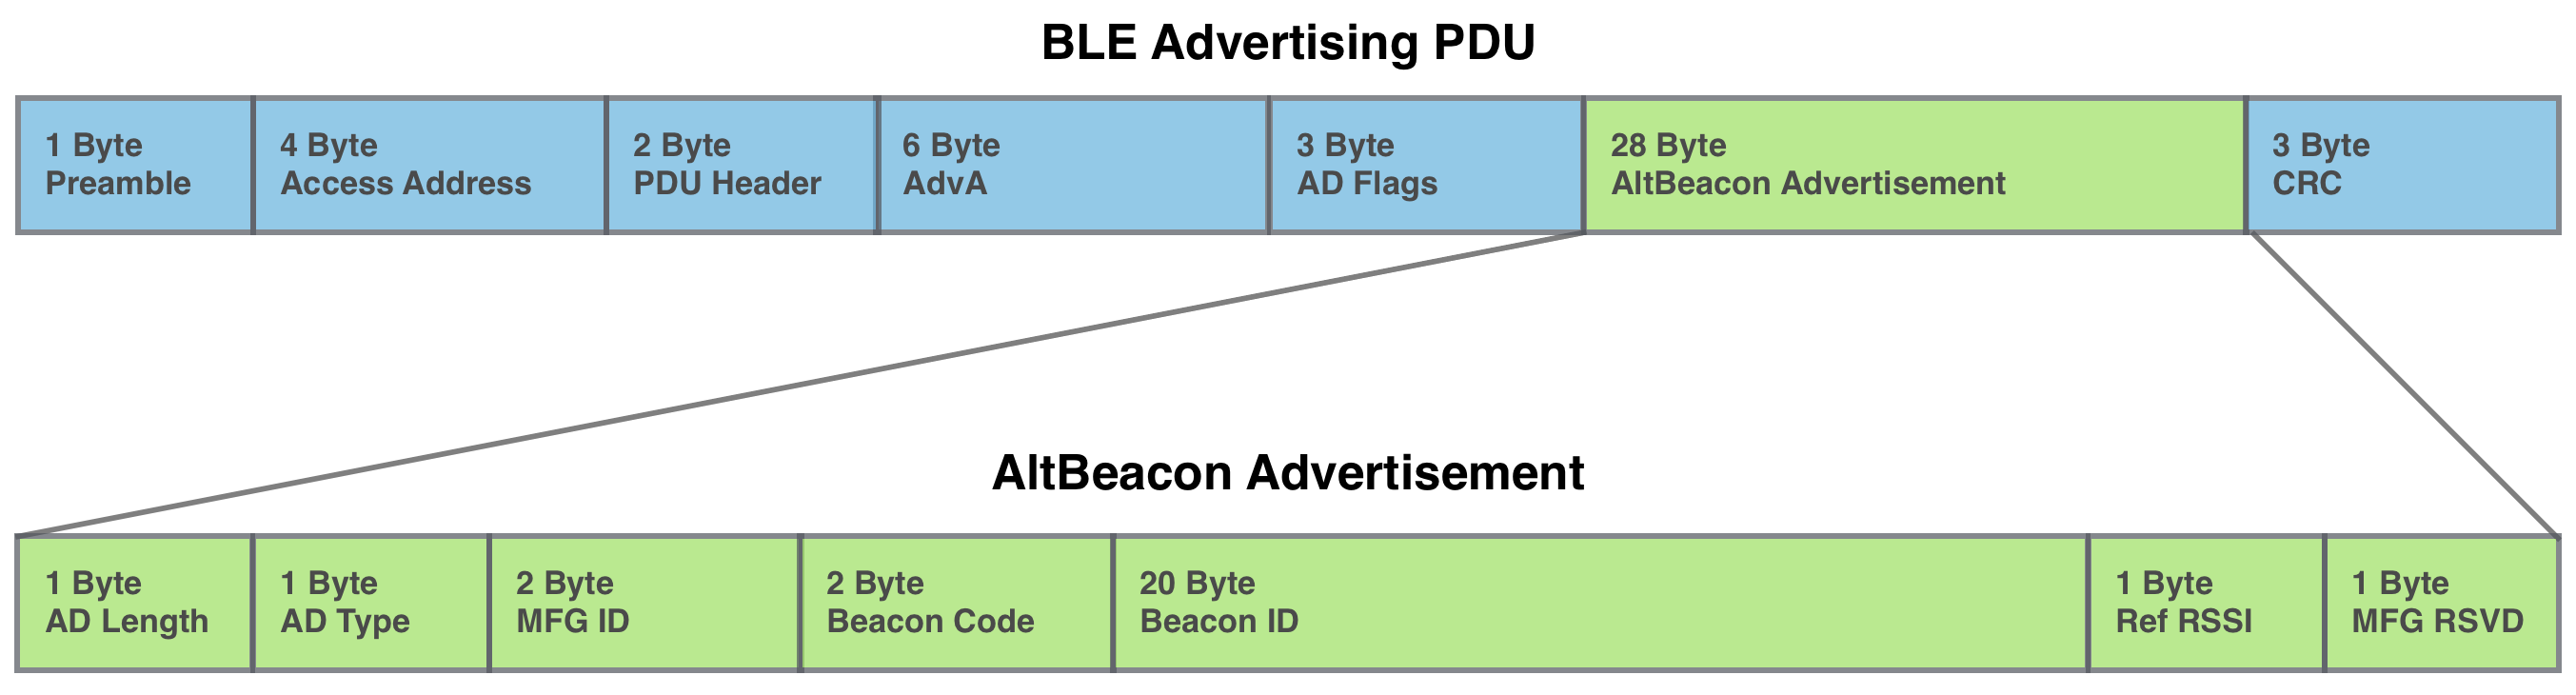 BLE Advertising PDU
1 Byte
Preamble
4 Byte
Access Address
2 Byte
PDU Header
6 Byte
AdvA
3 Byte
AD Flags
28 Byte
AltBeacon Advertisement
3 Byte
CRC
AltBeacon Advertisement
1 Byte
AD Length
1 Byte
AD Type
2 Byte
MFG ID
2 Byte
Beacon Code
20 Byte
Beacon ID
1 Byte
Ref RSSI
1 Byte
MFG RSVD